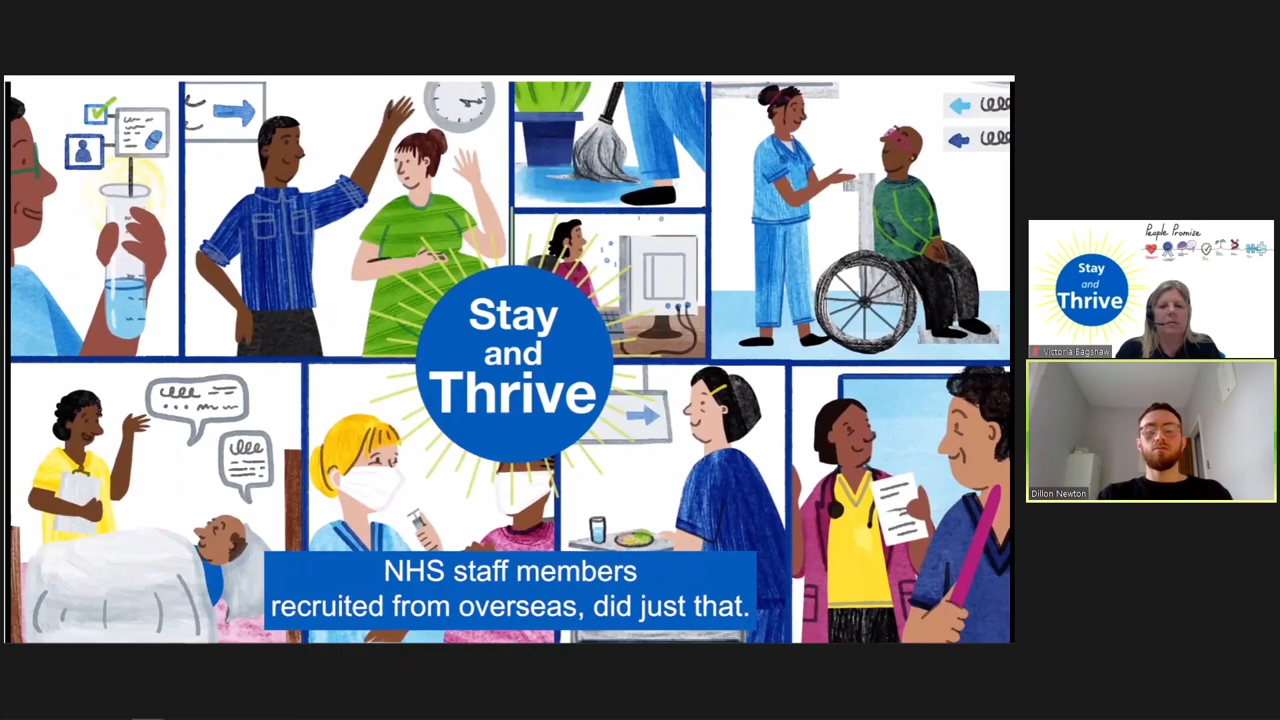 Stay
and
Thrive
NHS staff members
recruited from overseas, did just that.
People Promise
Stay
and
Thrive
Victoria Bagshaw
Dillon Newton